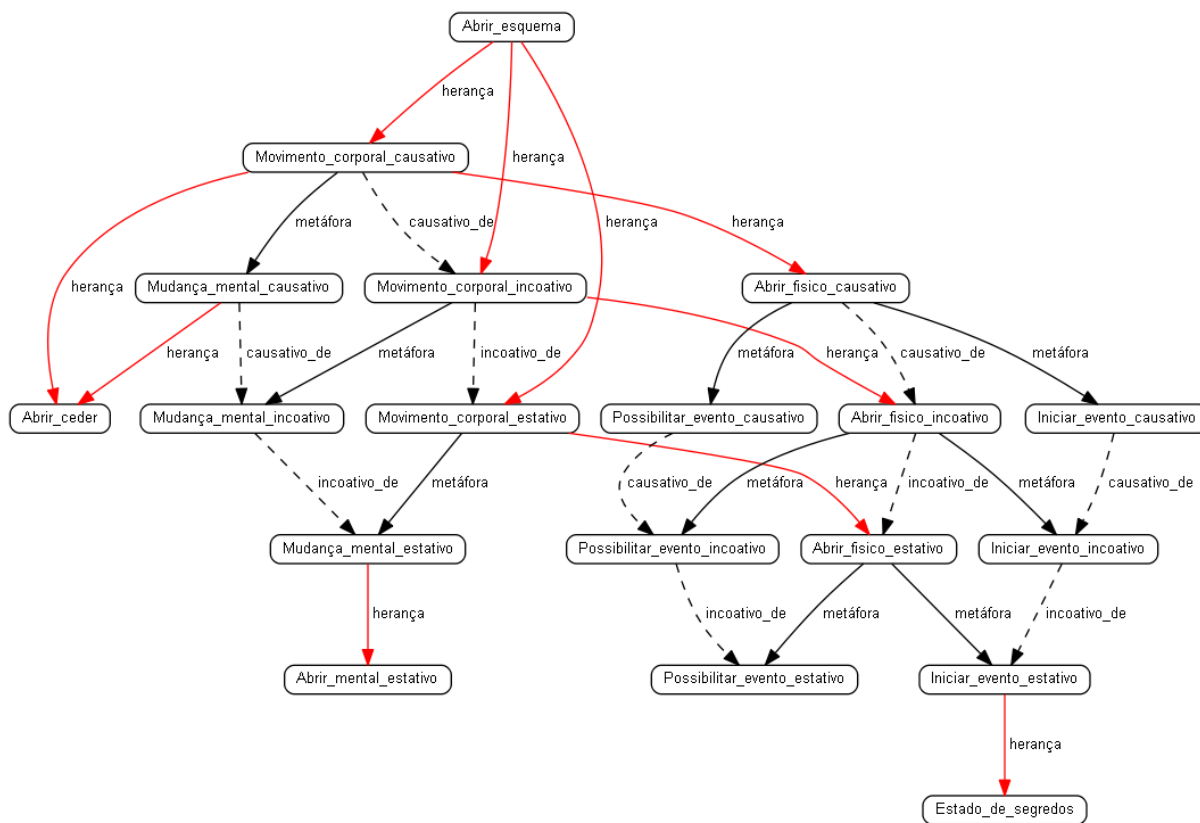 Abrir_esquema
herança
Movimento_corporal_causativo
herança
metáfora
causativo_de
herança
herança
herança
Mudança_mental_causativo
Movimento_corporal_incoativo
Abrir_fisico_causativo
herança
causativo_de
metáfora
incoativo_de
metáfora
herança
causativo_de
metáfora
Abrir_ceder
Mudança_mental_incoativo
Movimento_corporal_estativo
Possibilitar_evento_causativo
Abrir_fisico_incoativo
Iniciar_evento_causativo
incoativo_de
metáfora
causativo_de
metáfora
herança
incoativo_de
metáfora
causativo_de
Mudança_mental_estativo
Possibilitar_evento_incoativo
Abrir_fisico_estativo
Iniciar_evento_incoativo
herança
incoativo_de
metáfora
metáfora
incoativo_de
Abrir_mental_estativo
Possibilitar_evento_estativo
Iniciar_evento_estativo
herança
Estado_de_segredos